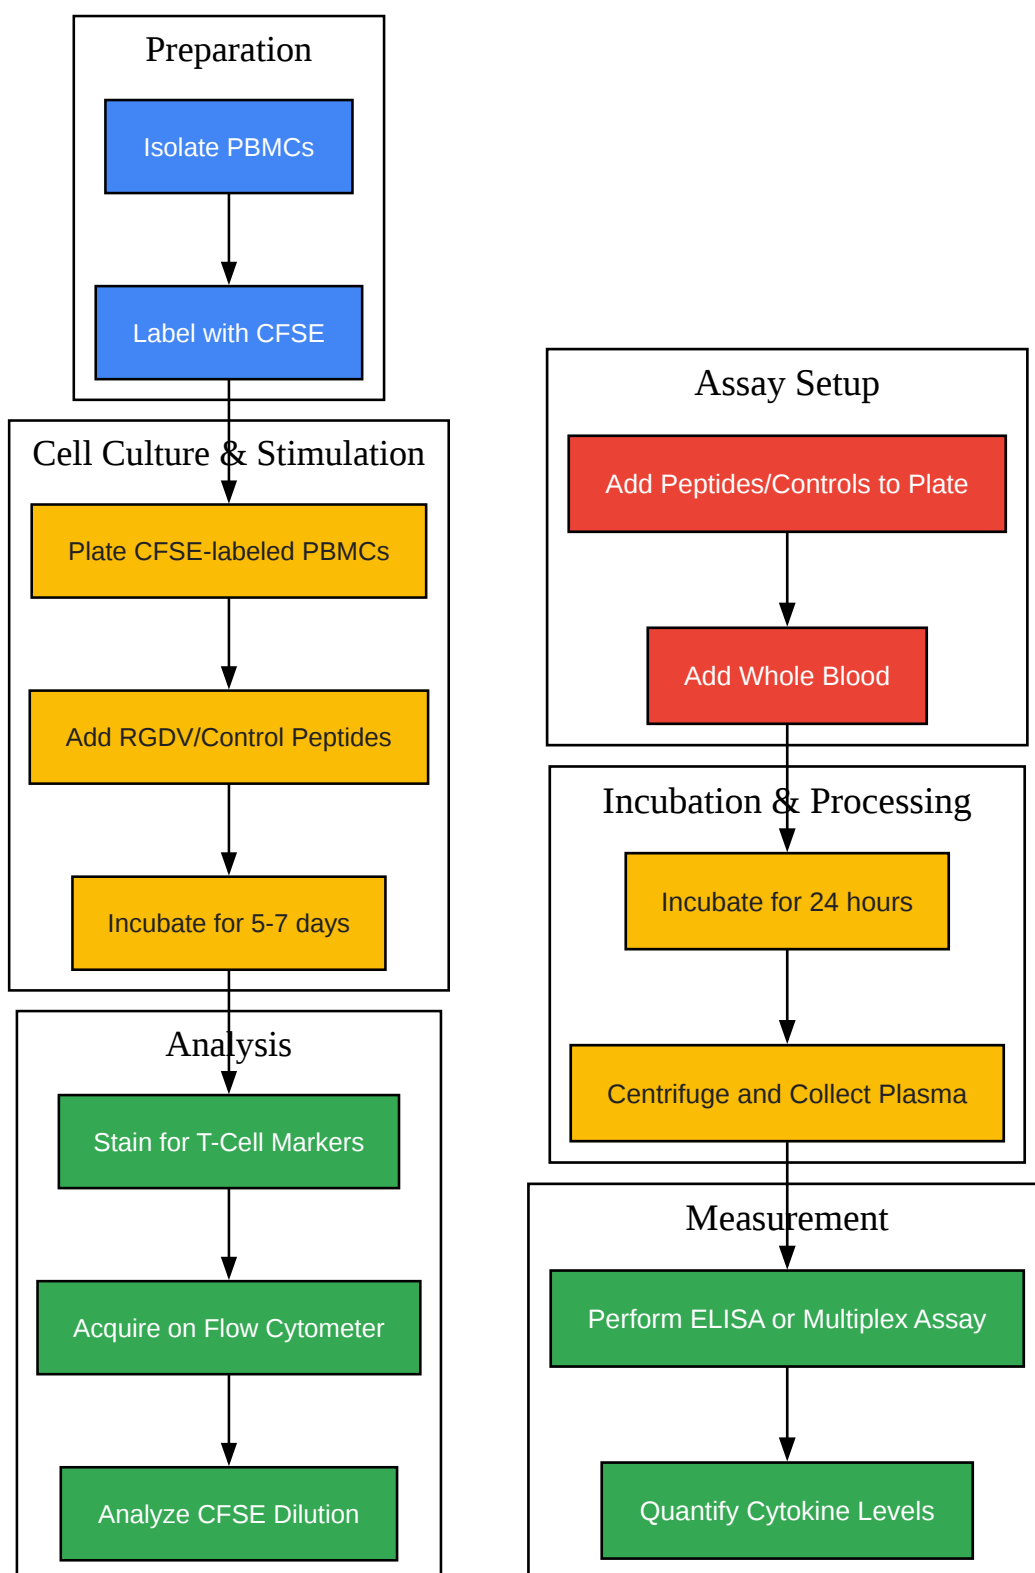 Preparation
Isolate PBMCs
Label with CFSE
Cell Culture & Stimulation
Plate CFSE-labeled PBMCs
Add RGDV/Control Peptides
Incubate for 5-7 days
Analysis
Stain for T-Cell Markers
Acquire on Flow Cytometer
Analyze CFSE Dilution
Assay Setup
Add Peptides/Controls to Plate
Add Whole Blood
Incubation & Processing
Incubate for 24 hours
Centrifuge and Collect Plasma
Measurement
Perform ELISA or Multiplex Assay
Quantify Cytokine Levels